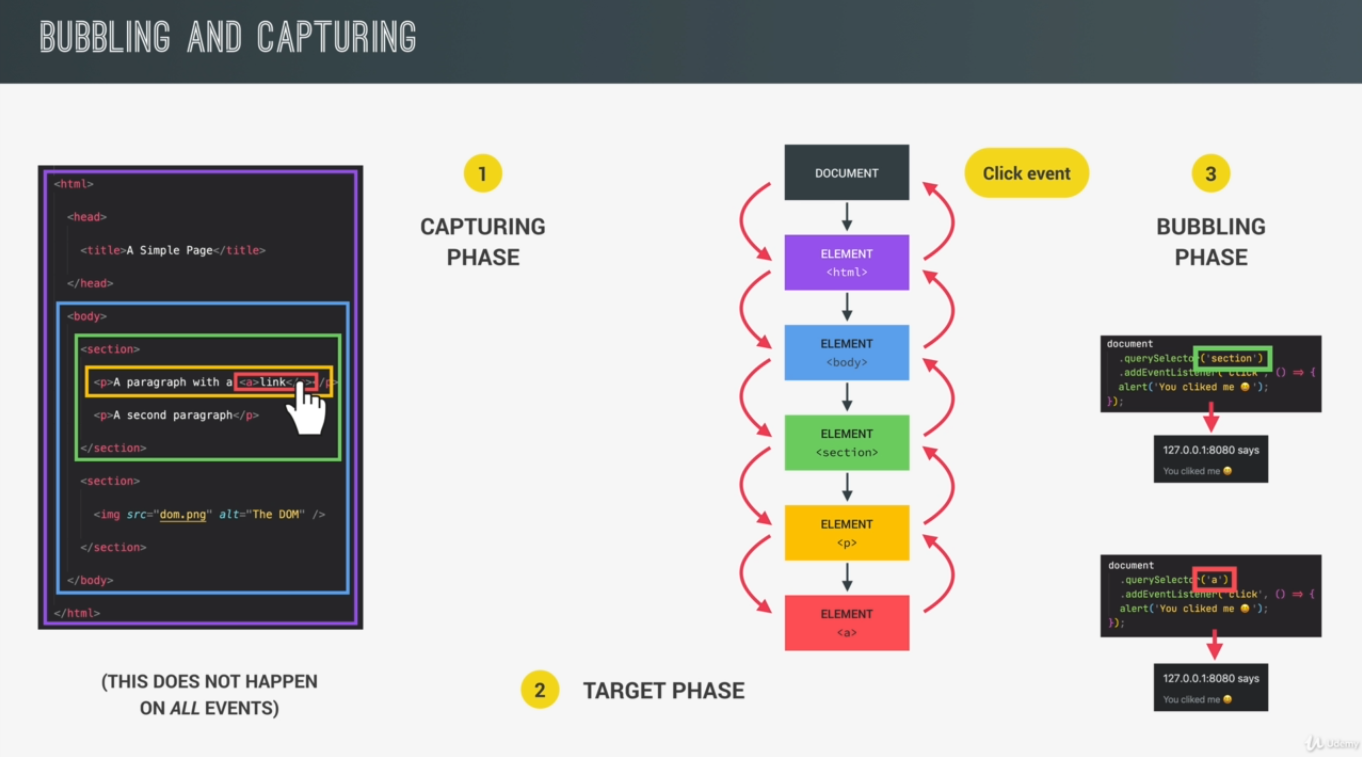 BUBBLING AND CAPTURING
<html>
<head>
<title>A Simple Page</title>
</head>
<body>
<section>
<p>A paragraph with a <a>link</p>
<p>A second paragraph</p>
</section>
<section>
<img src="dom.png" alt="The DOM" />
</section>
</body>
</html>
(THIS DOES NOT HAPPEN
ON ALL EVENTS)
1
CAPTURING
PHASE
2
TARGET PHASE
DOCUMENT
ELEMENT
<html>
ELEMENT
<body>
ELEMENT
<section>
ELEMENT
<p>
ELEMENT
<a>
Click event
3
BUBBLING
PHASE
document
.querySelector('section')
.addEventListener('click', () => {
alert('You cliked me 😀');
});
127.0.0.1:8080 says
You cliked me 😀
document
.querySelector('a')
.addEventListener('click', () => {
alert('You cliked me 😀');
});
127.0.0.1:8080 says
You cliked me 😀
Udemy